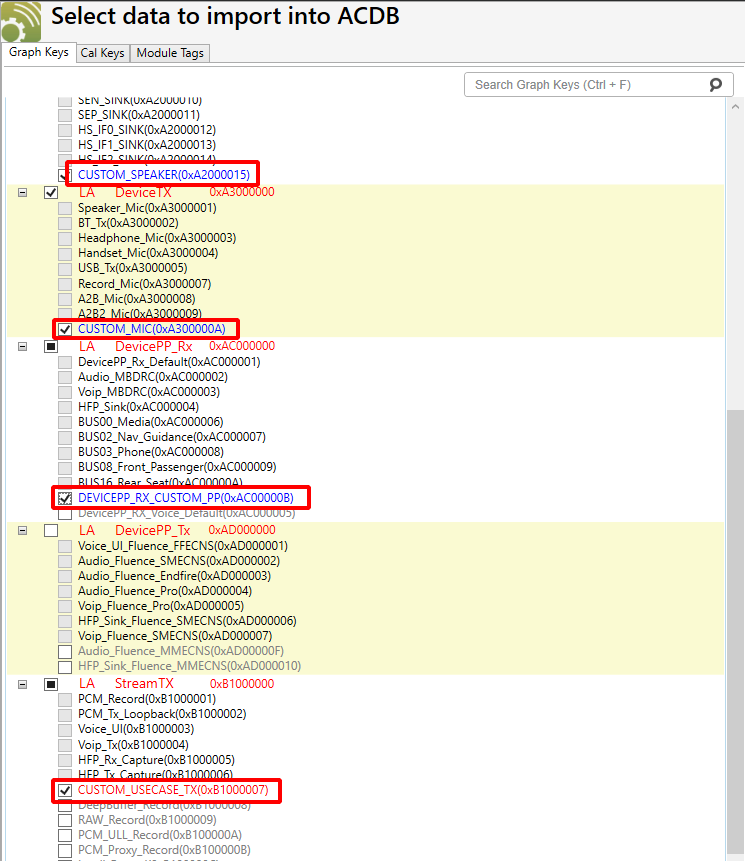 Select data to import into ACDB
Graph Keys Cal Keys Module Tags
Search Graph Keys (Ctrl + F)
SEN_SINK(0xA2000010)
SEP_SINK(0xA2000011)
HS_IF0_SINK(0xA2000012)
HS_IF1_SINK(0xA2000013)
HS_IF2_SINK(0xA2000014)
CUSTOM_SPEAKER(0xA2000015)
LA DeviceTX 0xA3000000
Speaker_Mic(0xA3000001)
BT_Tx(0xA3000002)
Headphone_Mic(0xA3000003)
Handset_Mic(0xA3000004)
USB_Tx(0xA3000005)
Record_Mic(0xA3000007)
A2B_Mic(0xA3000008)
A2B2_Mic(0xA3000009)
CUSTOM_MIC(0xA300000A)
LA DevicePP_Rx 0xAC000000
DevicePP_Rx_Default(0xAC000001)
Audio_MBDRC(0xAC000002)
Voip_MBDRC(0xAC000003)
HFP_Sink(0xAC000004)
BUS00_Media(0xAC000006)
BUS02_Nav_Guidance(0xAC000007)
BUS03_Phone(0xAC000008)
BUS08_Front_Passenger(0xAC000009)
BUS16_Rear_Seat(0xAC00000A)
DEVICEPP_RX_CUSTOM_PP(0xAC00000B)
DevicePP_RX_Voice_Default(0xAC000005)
LA DevicePP_Tx 0xAD000000
Voice_UI_Fluence_FFECNS(0xAD000001)
Audio_Fluence_SMECNS(0xAD000002)
Audio_Fluence_Endfire(0xAD000003)
Audio_Fluence_Pro(0xAD000004)
Voip_Fluence_Pro(0xAD000005)
HFP_Sink_Fluence_SMECNS(0xAD000006)
Voip_Fluence_SMECNS(0xAD000007)
Audio_Fluence_MMECNS(0xAD00000F)
HFP_Sink_Fluence_MMECNS(0xAD000010)
LA StreamTX 0xB1000000
PCM_Record(0xB1000001)
PCM_Tx_Loopback(0xB1000002)
Voice_UI(0xB1000003)
Voip_Tx(0xB1000004)
HFP_Rx_Capture(0xB1000005)
HFP_Tx_Capture(0xB1000006)
CUSTOM_USECASE_TX(0xB1000007)
DeepBuffer_Record(0xB1000008)
RAW_Record(0xB1000009)
PCM_ULL_Record(0xB100000A)
PCM_Proxy_Record(0xB100000B)